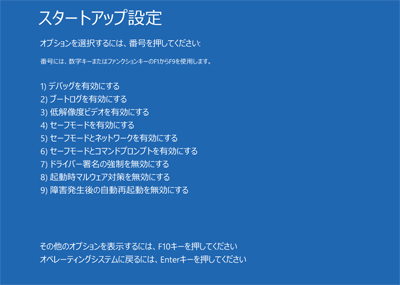 スタートアップ設定
オプションを選択するには、番号を押してください:
番号には、数字キーまたはファンクションキーのF1からF9を使用します。
1) デバッグを有効にする
2) ブートログを有効にする
3) 低解像度ビデオを有効にする
4) セーフモードを有効にする
5) セーフモードとネットワークを有効にする
6) セーフモードとコマンドプロンプトを有効にする
7) ドライバー署名の強制を無効にする
8) 起動時マルウェア対策を無効にする
9) 障害発生後の自動再起動を無効にする
その他のオプションを表示するには、F10キーを押してください
オペレーティングシステムに戻るには、Enterキーを押してください